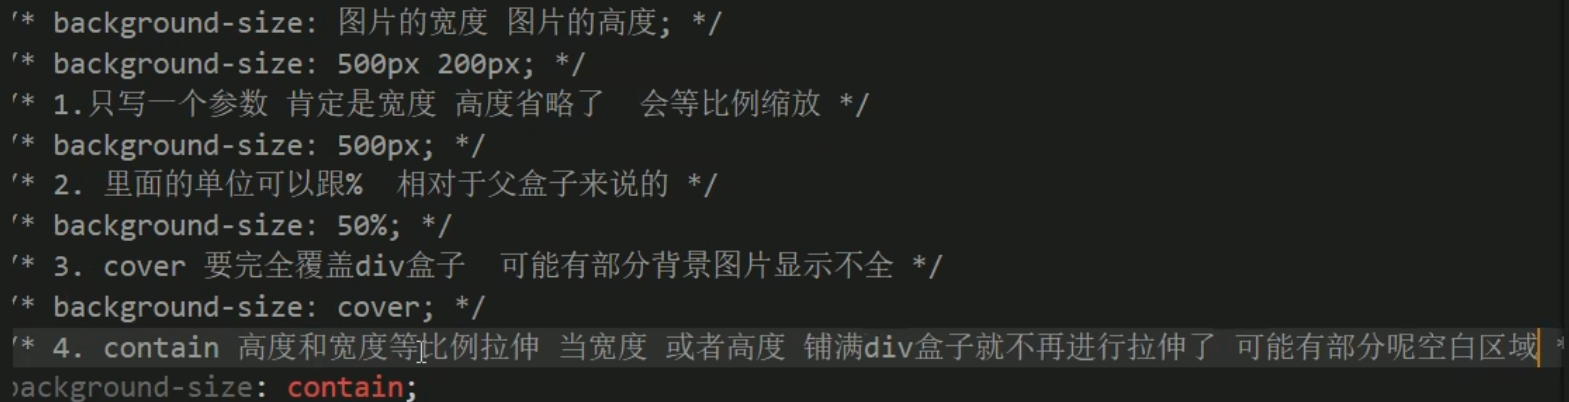 /* background-size: 图片的宽度 图片的高度; */
/* background-size: 500px 200px; */
/* 1.只写一个参数 肯定是宽度 高度省略了  会等比例缩放 */
/* background-size: 500px; */
/* 2. 里面的单位可以跟%  相对于父盒子来说的 */
/* background-size: 50%; */
/* 3. cover 要完全覆盖div盒子  可能有部分背景图片显示不全 */
/* background-size: cover; */
/* 4. contain 高度和宽度等比例拉伸 当宽度 或者高度 铺满div盒子就不再进行拉伸了 可能有部分呢空白区域 *
background-size: contain;